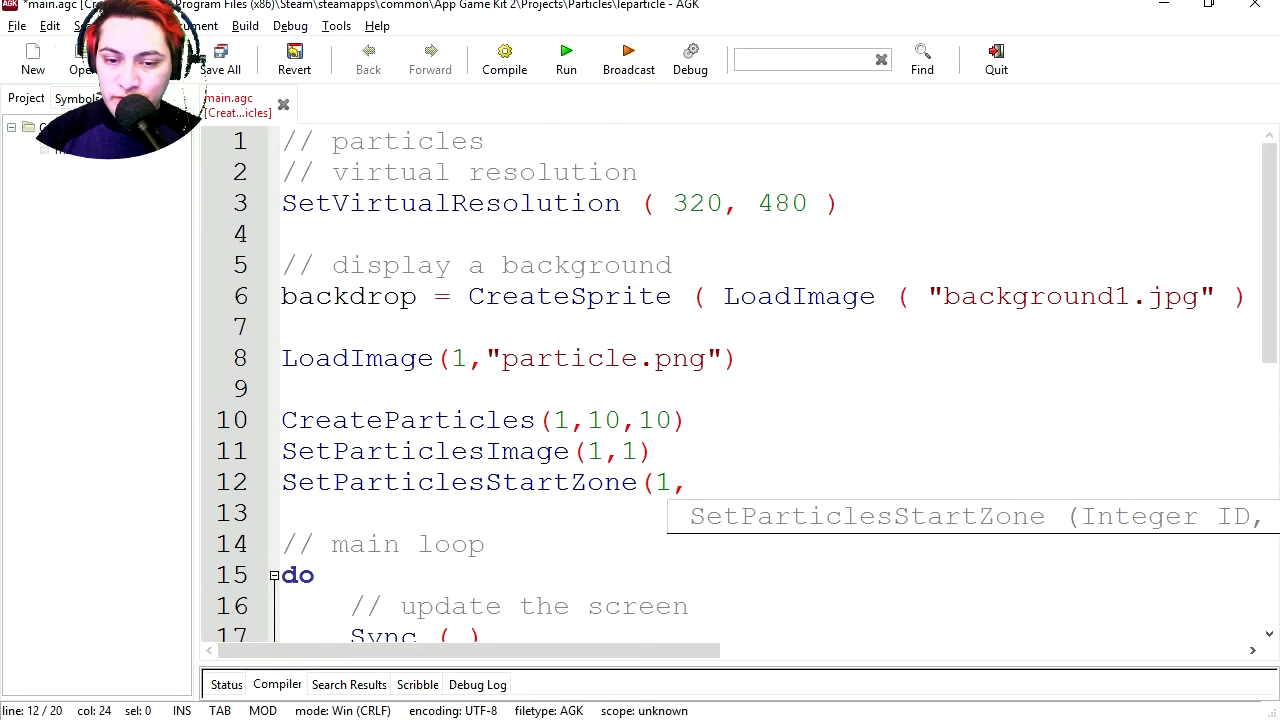 *main.agc [Cre Program Files (x86)\Steam\steamapps\common\App Game Kit 2\Projects\Particles\leparticle - AGK
File Edit ument Build Debug Tools Help
New Open Save All Revert Back Forward Compile Run Broadcast Debug Find Quit
Project Symbols main.agc
[Creat...icles]
1 // particles
2 // virtual resolution
3 SetVirtualResolution ( 320, 480 )
4
5 // display a background
6 backdrop = CreateSprite ( LoadImage ( "background1.jpg" )
7
8 LoadImage(1,"particle.png")
9
10 CreateParticles(1,10,10)
11 SetParticlesImage(1,1)
12 SetParticlesStartZone(1,
13 SetParticlesStartZone (Integer ID,
14 // main loop
15 do
16 // update the screen
17 Sync ( )
Status Compiler Search Results Scribble Debug Log
line: 12 / 20 col: 24 sel: 0 INS TAB MOD mode: Win (CRLF) encoding: UTF-8 filetype: AGK scope: unknown